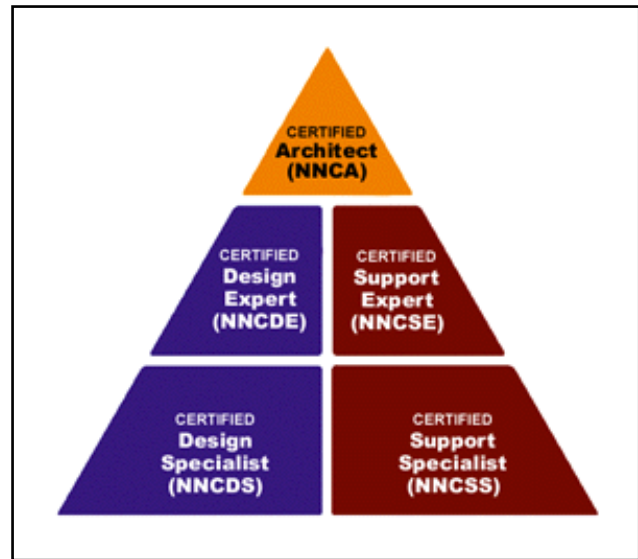 CERTIFIED
Architect
(NNCA)
CERTIFIED
Design
Expert
(NNCDE)
CERTIFIED
Support
Expert
(NNCSE)
CERTIFIED
Design
Specialist
(NNCDS)
CERTIFIED
Support
Specialist
(NNCSS)